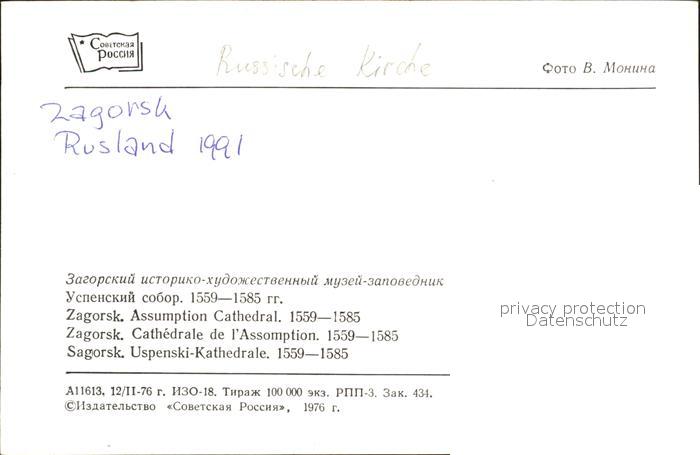 Советская
Россия
Russische Kirche
Фото В. Монина
Zagorsk
Rusland 1991
Загорский историко-художественный музей-заповедник
Успенский собор. 1559—1585 гг.
Zagorsk. Assumption Cathedral. 1559—1585
Zagorsk. Cathédrale de l'Assomption. 1559—1585
Sagorsk. Uspenski-Kathedrale. 1559—1585
privacy protection
Datenschutz
А11613. 12/II-76 г. ИЗО-18. Тираж 100 000 экз. РПП-3. Зак. 434.
©Издательство «Советская Россия», 1976 г.